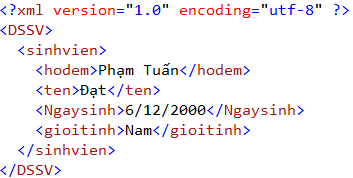 <?xml version="1.0" encoding="utf-8" ?>
<DSSV>
<sinhvien>
<hodem>Phạm Tuấn</hodem>
<ten>Đạt</ten>
<Ngaysinh>6/12/2000</Ngaysinh>
<gioitinh>Nam</gioitinh>
</sinhvien>
</DSSV>